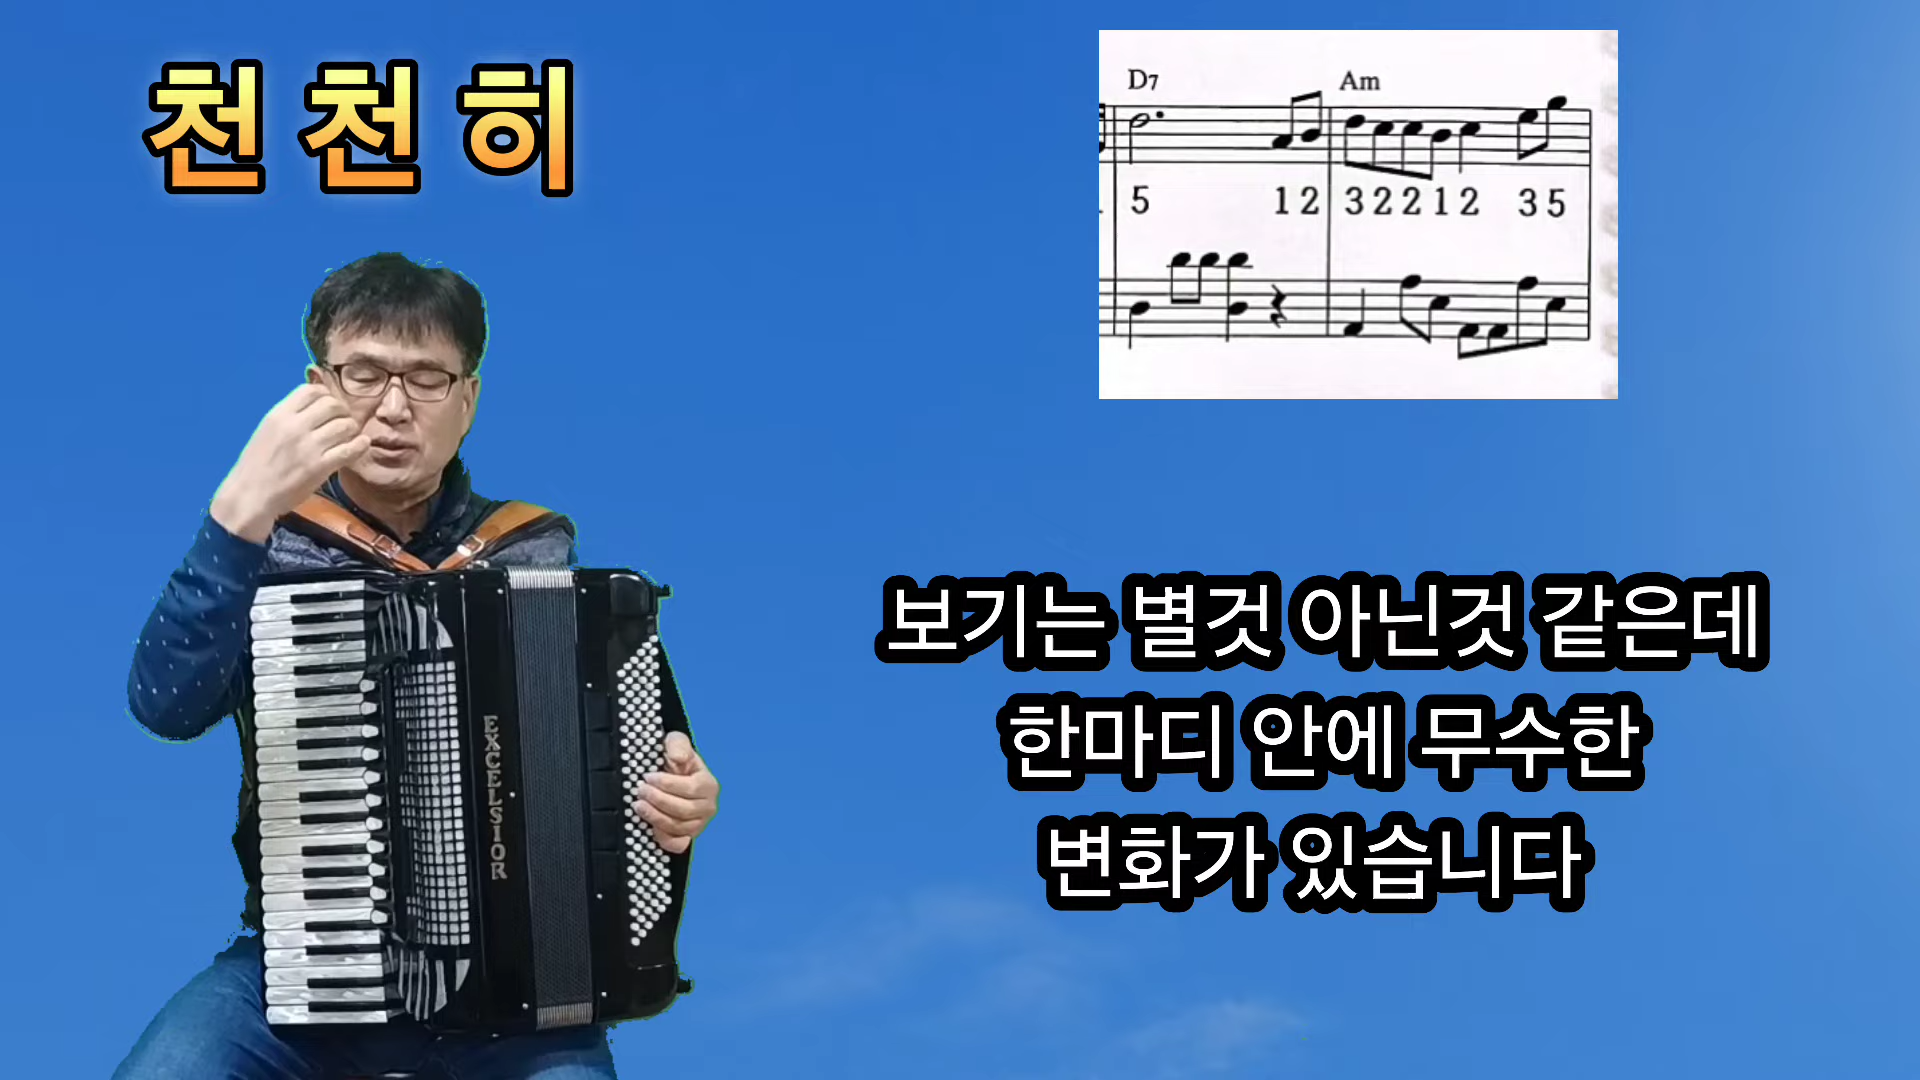 천천히
D7 Am
5 1 2 3 2 2 1 2 3 5
EXCELSIOR
보기는 별것 아닌것 같은데
한마디 안에 무수한
변화가 있습니다